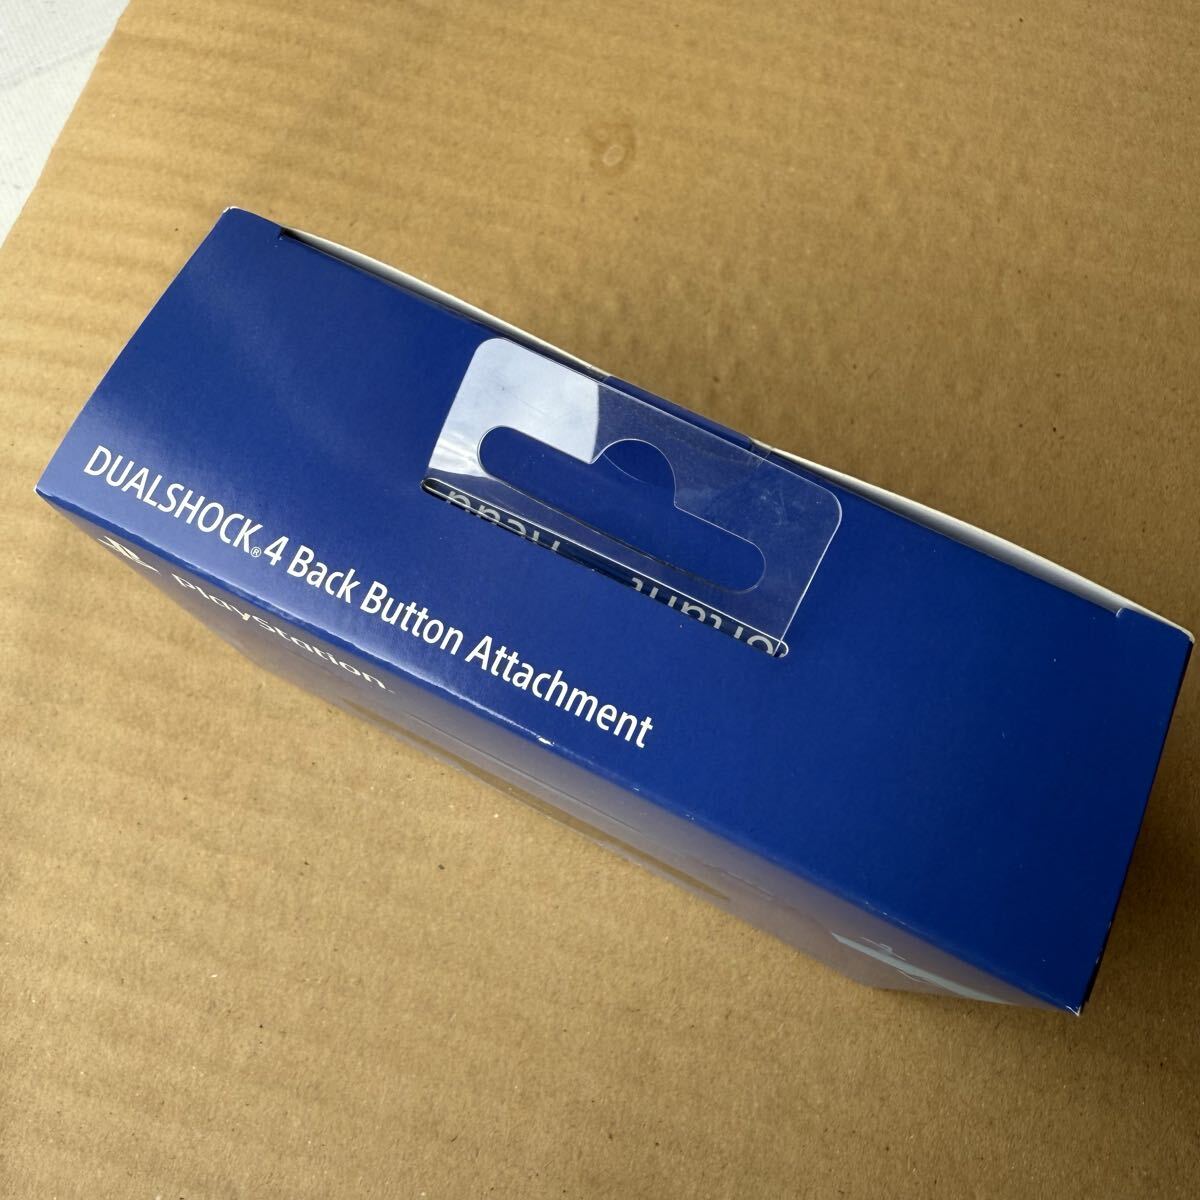 DUALSHOCK®4 Back Button Attachment
PlayStation